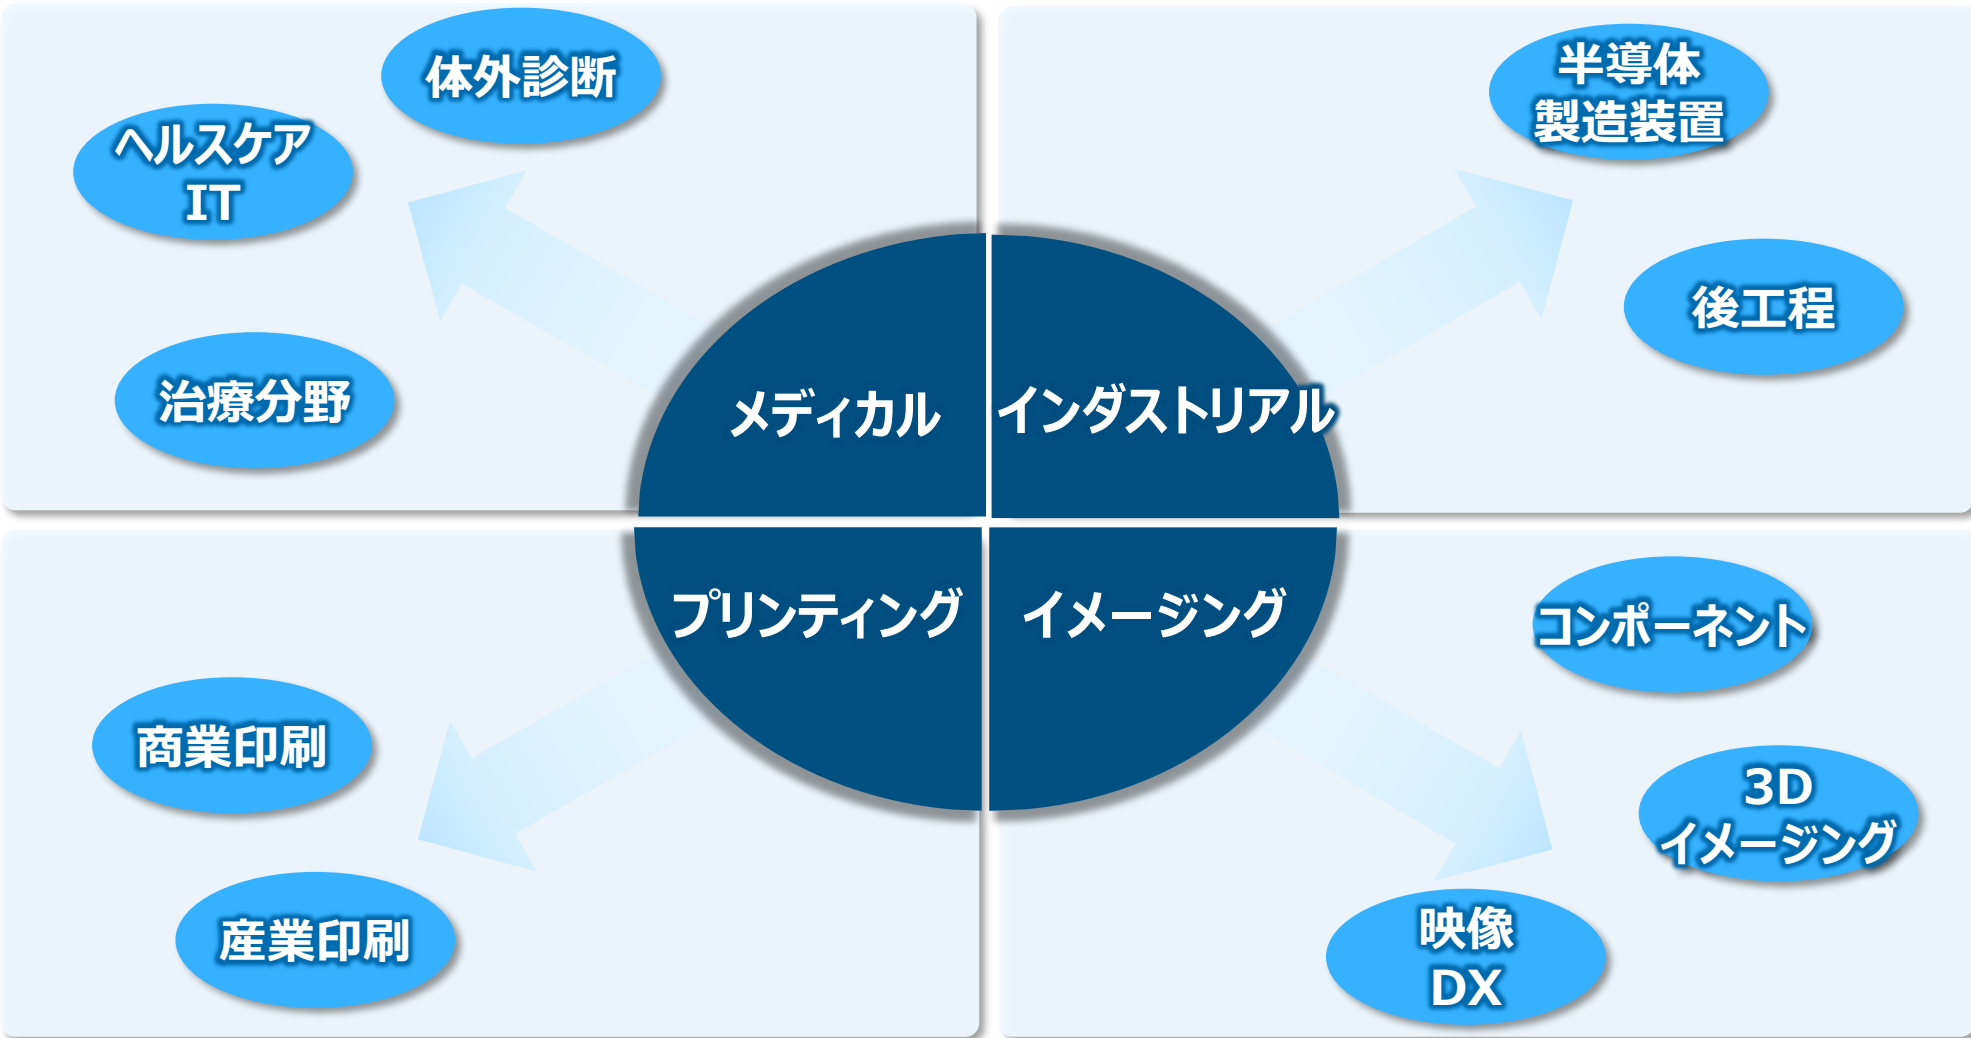 体外診断
ヘルスケア
IT
治療分野
メディカル
半導体
製造装置
後工程
インダストリアル
プリンティング
商業印刷
産業印刷
イメージング
コンポーネント
3D
イメージング
映像
DX